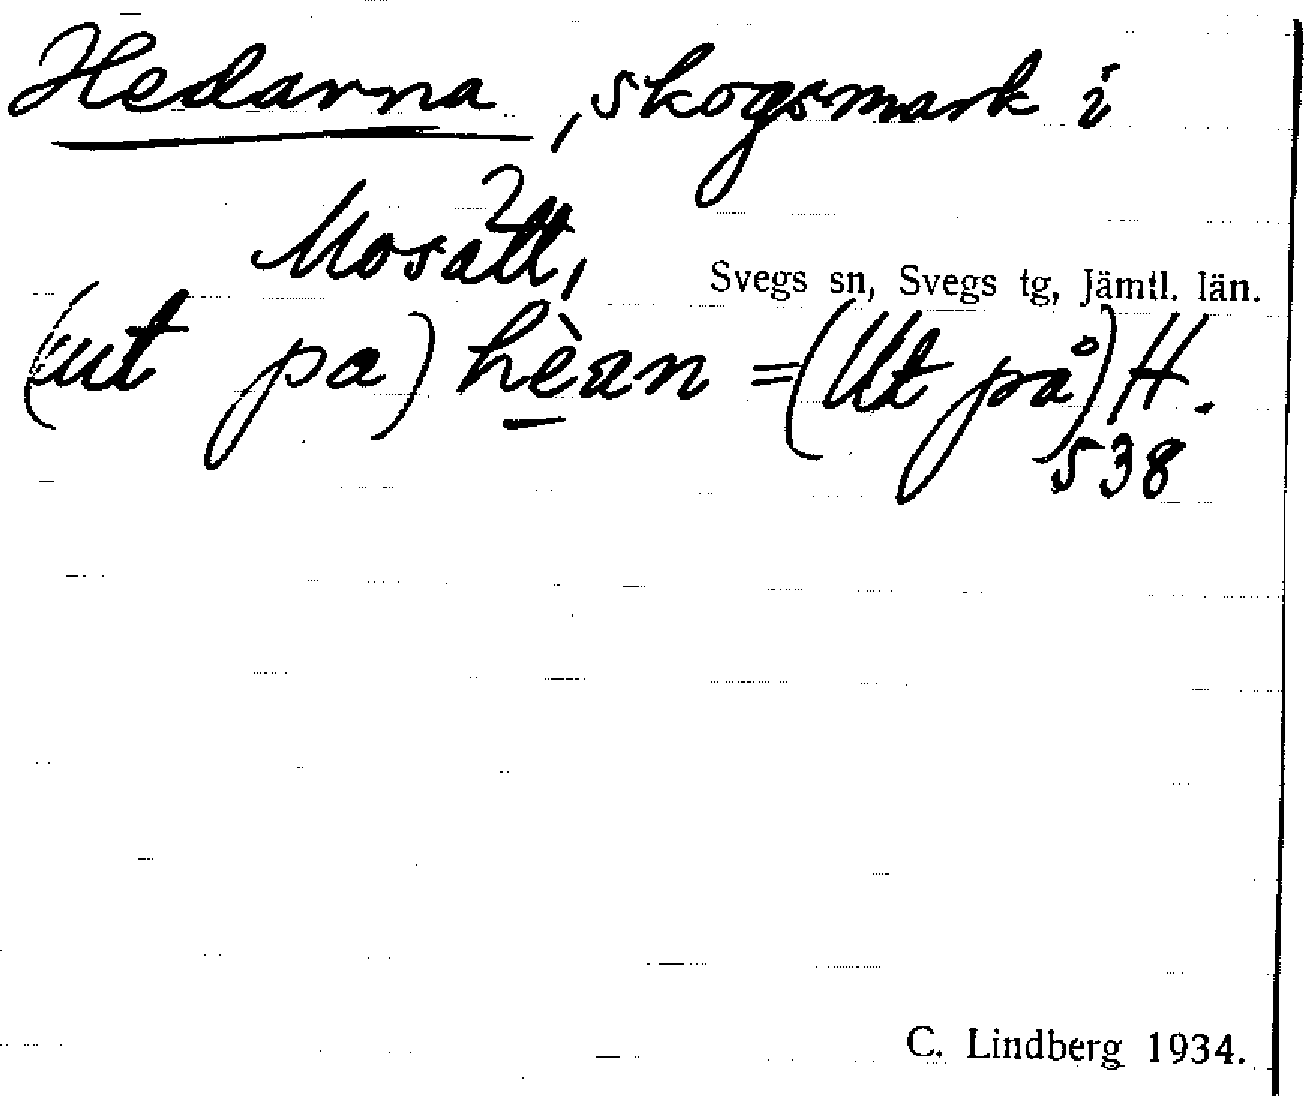 Hedarna, skogsmark i
Mosätt,
Svegs sn, Svegs tg, Jämtl. län.
(ut pa) hèan = (Ut på) H.
538
C. Lindberg 1934.